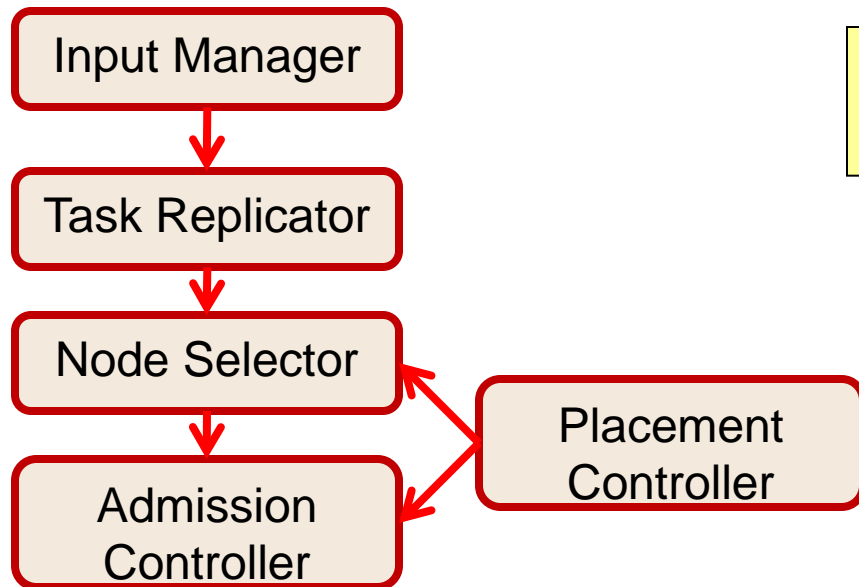 Input Manager
Task Replicator
Node Selector
Placement
Controller
Admission
Controller